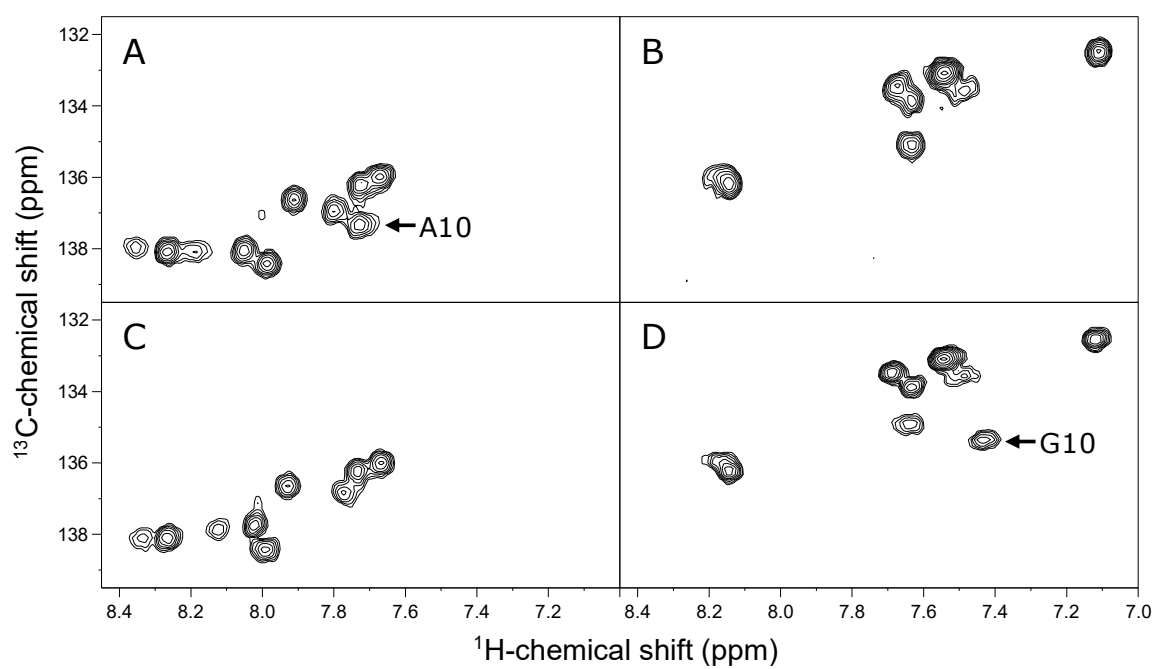 A B
132
134
136
138
A10
C D
132
134
136
138
G10
8.4 8.2 8.0 7.8 7.6 7.4 7.2 8.4 8.2 8.0 7.8 7.6 7.4 7.2 7.0
¹³C-chemical shift (ppm)
¹H-chemical shift (ppm)